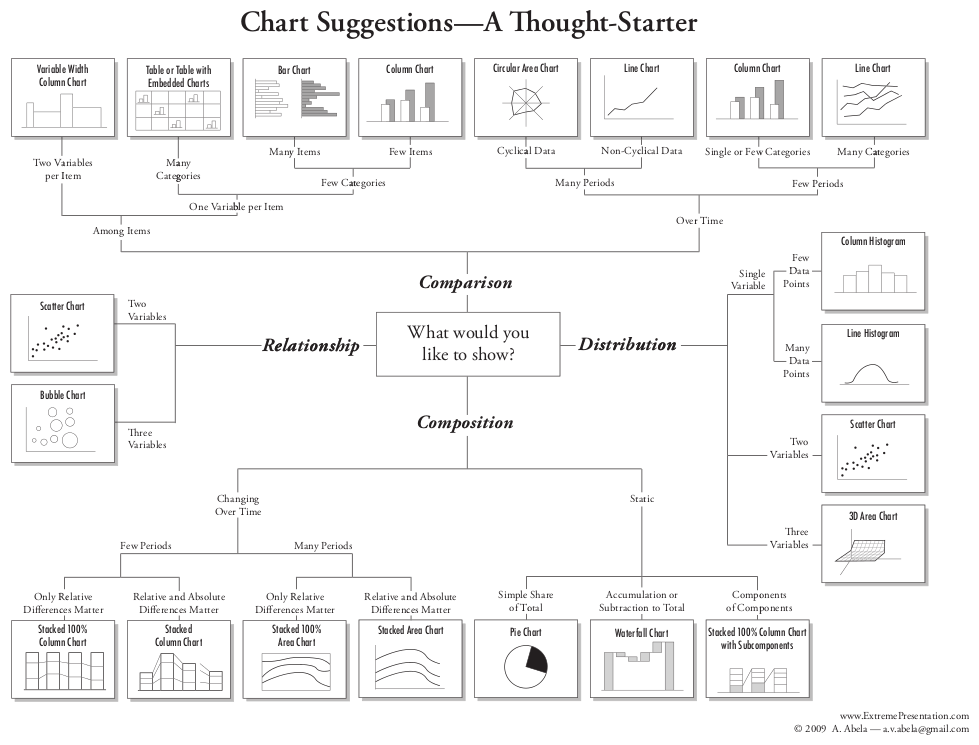 Chart Suggestions—A Thought-Starter
Variable Width
Column Chart
Table or Table with
Embedded Charts
Bar Chart
Column Chart
Circular Area Chart
Line Chart
Column Chart
Line Chart
Two Variables
per Item
Many
Categories
Many Items
Few Items
Cyclical Data
Non-Cyclical Data
Single or Few Categories
Many Categories
Few Categories
Many Periods
Few Periods
One Variable per Item
Over Time
Among Items
Comparison
What would you
like to show?
Relationship
Two
Variables
Scatter Chart
Bubble Chart
Three
Variables
Distribution
Single
Variable
Few
Data
Points
Column Histogram
Many
Data
Points
Line Histogram
Two
Variables
Scatter Chart
Three
Variables
3D Area Chart
Composition
Changing
Over Time
Static
Few Periods
Many Periods
Only Relative
Differences Matter
Relative and Absolute
Differences Matter
Only Relative
Differences Matter
Relative and Absolute
Differences Matter
Simple Share
of Total
Accumulation or
Subtraction to Total
Components
of Components
Stacked 100%
Column Chart
Stacked
Column Chart
Stacked 100%
Area Chart
Stacked Area Chart
Pie Chart
Waterfall Chart
Stacked 100% Column Chart
with Subcomponents
www.ExtremePresentation.com
© 2009 A. Abela — a.v.abela@gmail.com